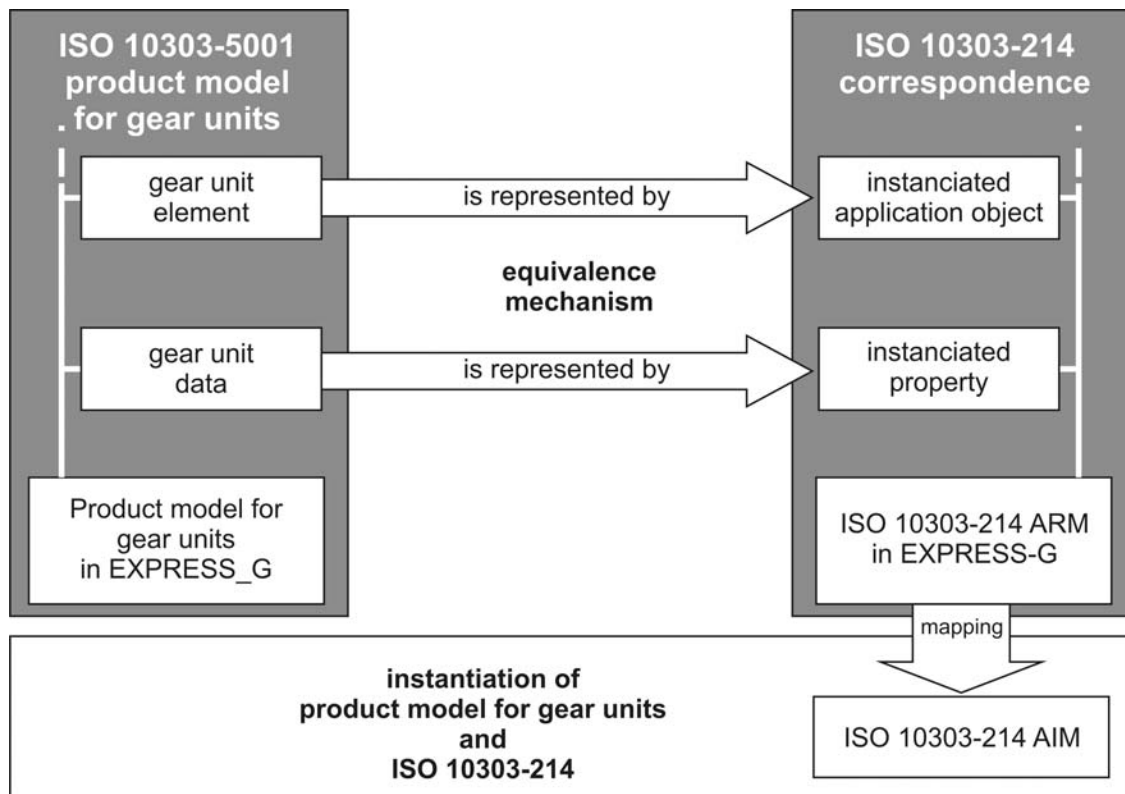 ISO 10303-5001
product model
for gear units
ISO 10303-214
correspondence
gear unit
element
is represented by
instanciated
application object
equivalence
mechanism
gear unit
data
is represented by
instanciated
property
Product model for
gear units
in EXPRESS_G
ISO 10303-214 ARM
in EXPRESS-G
mapping
instantiation of
product model for gear units
and
ISO 10303-214
ISO 10303-214 AIM